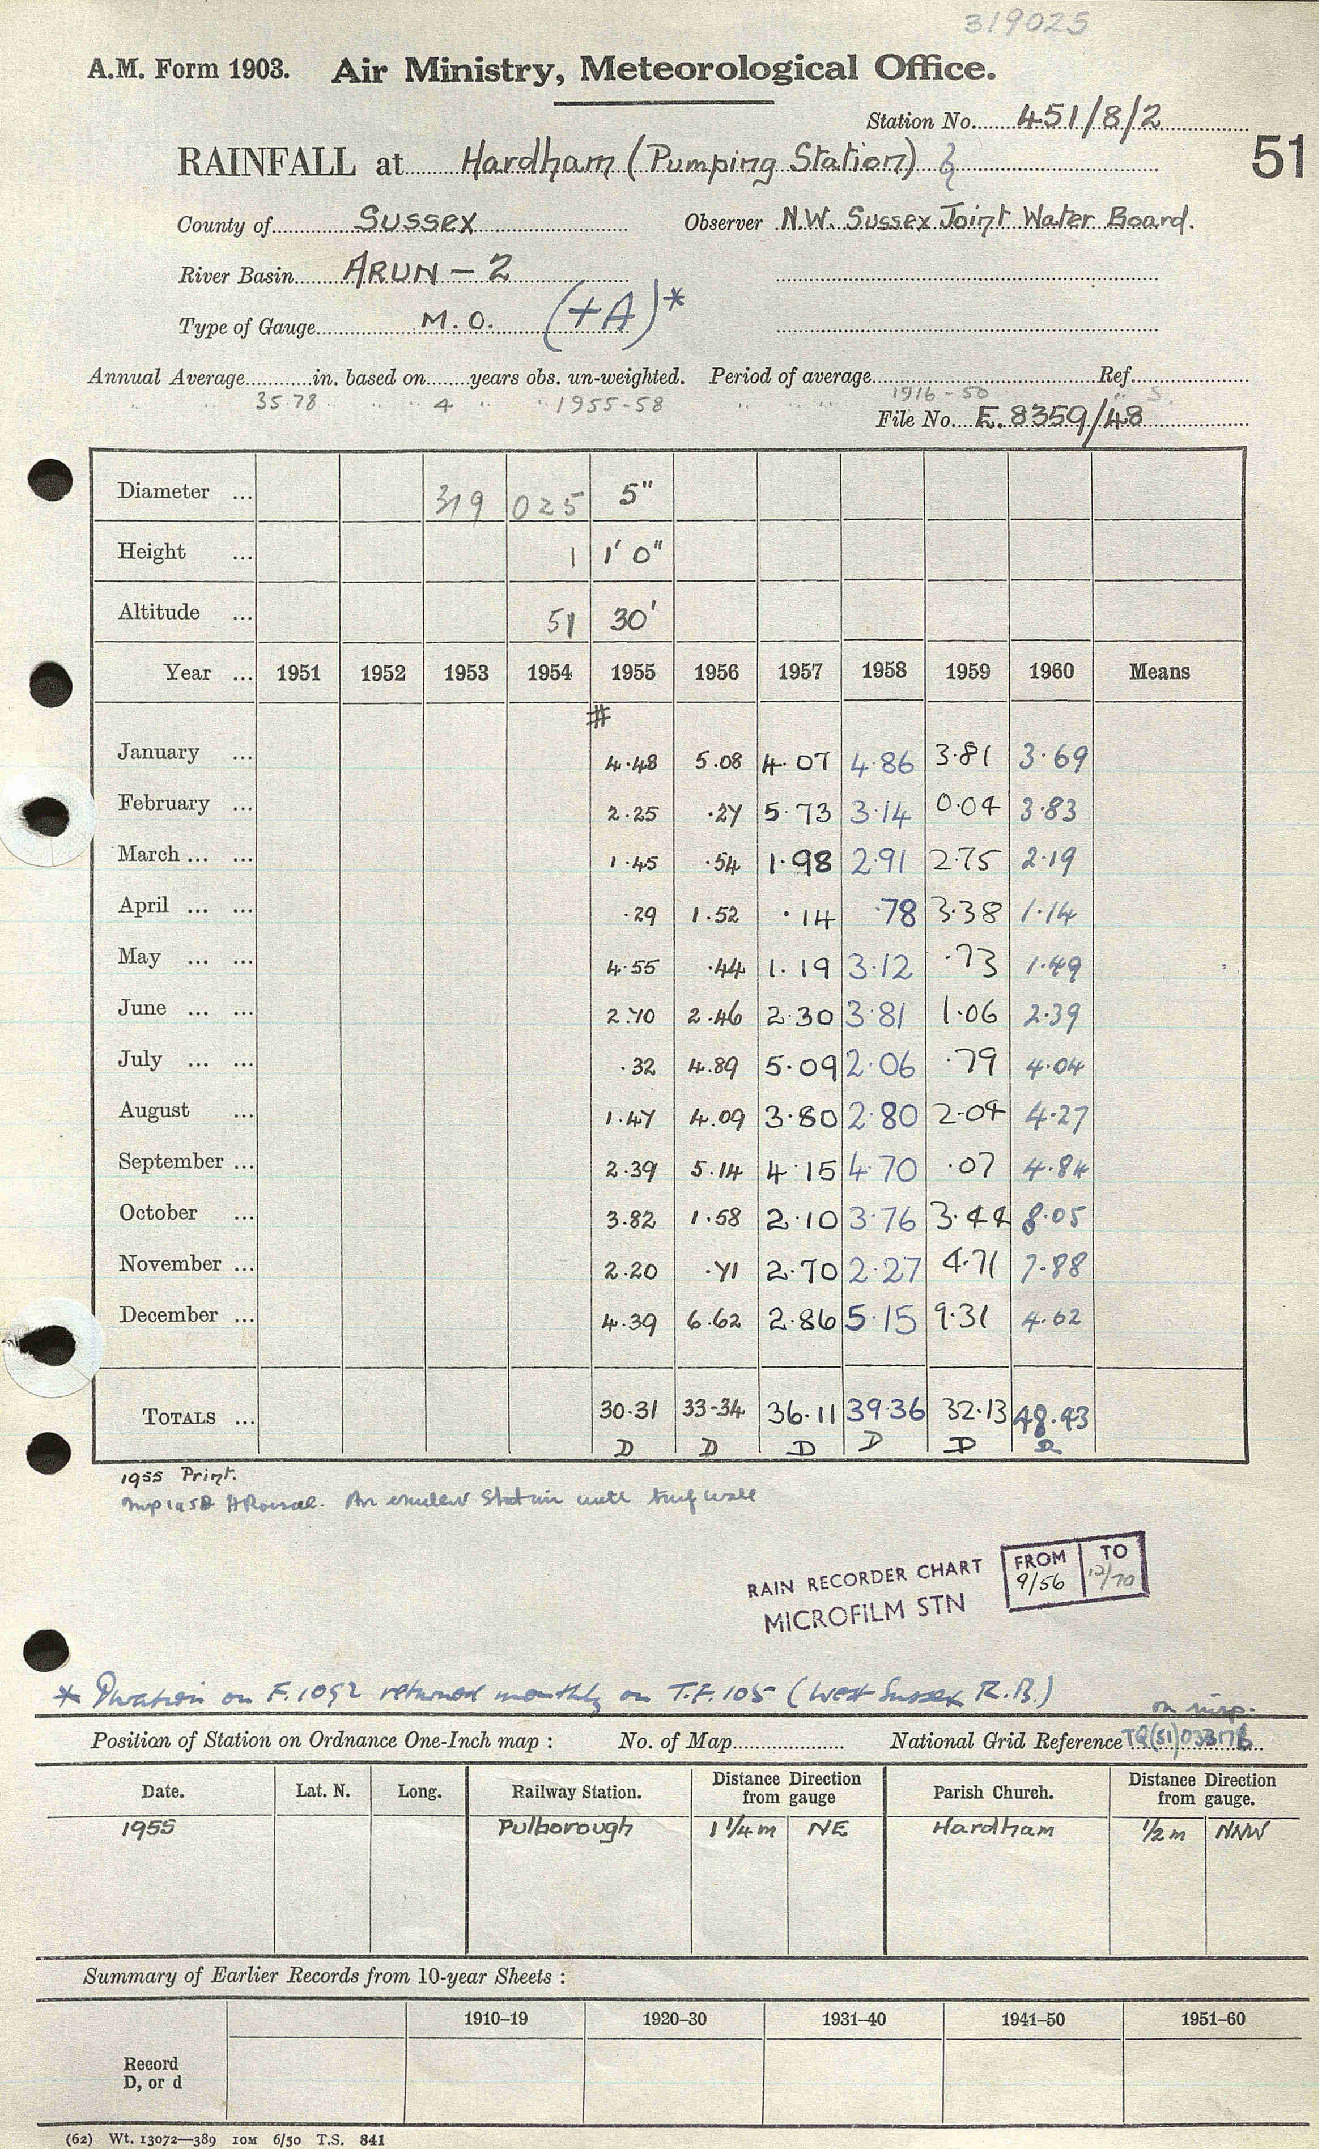 319025
A.M. Form 1903. Air Ministry, Meteorological Office.
Station No. 451/8/2
51
RAINFALL at Hardham (Pumping Station)
County of Sussex Observer N.W. Sussex Joint Water Board.
River Basin ARUN - 2
Type of Gauge M.O. (+A)*
Annual Average in. based on years obs. un-weighted. Period of average Ref.
35.78 " 4 " " 1955-58 " " " 1916-50 " S.
File No. E.8359/48
Diameter ... 319 025 5"
Height ... 1 1' 0"
Altitude ... 51 30'
Year ... 1951 1952 1953 1954 1955 1956 1957 1958 1959 1960 Means
#
January ... 4.48 5.08 4.07 4.86 3.81 3.69
February ... 2.25 .27 5.73 3.14 0.04 3.83
March ... ... 1.45 .54 1.98 2.91 2.75 2.19
April ... ... .29 1.52 .14 .78 3.38 1.14
May ... ... 4.55 .44 1.19 3.12 .73 1.49
June ... ... 2.70 2.46 2.30 3.81 1.06 2.39
July ... ... .32 4.89 5.09 2.06 .79 4.04
August ... 1.47 4.09 3.80 2.80 2.04 4.27
September ... 2.39 5.14 4.15 4.70 .07 4.84
October ... 3.82 1.58 2.10 3.76 3.44 8.05
November ... 2.20 .71 2.70 2.27 4.71 7.88
December ... 4.39 6.62 2.86 5.15 9.31 4.62
TOTALS ... 30.31 33.34 36.11 39.36 32.13 48.43
D D D D D D
1955 Print.
Insp 1958 An excellent Station with turf wall
RAIN RECORDER CHART
MICROFILM STN
FROM TO
9/56 12/70
* Duration on F.1092 returned monthly on T.F.105 (West Sussex R.B.)
on insp.
Position of Station on Ordnance One-Inch map : No. of Map National Grid Reference TQ(51)033178
Date. Lat. N. Long. Railway Station. Distance Direction from gauge Parish Church. Distance Direction from gauge.
1955 Pulborough 1 1/4 m NE Hardham 1/2 m NNW
Summary of Earlier Records from 10-year Sheets :
1910–19 1920–30 1931–40 1941–50 1951–60
Record
D, or d
(62) Wt. 13072—389 10M 6/50 T.S. 841